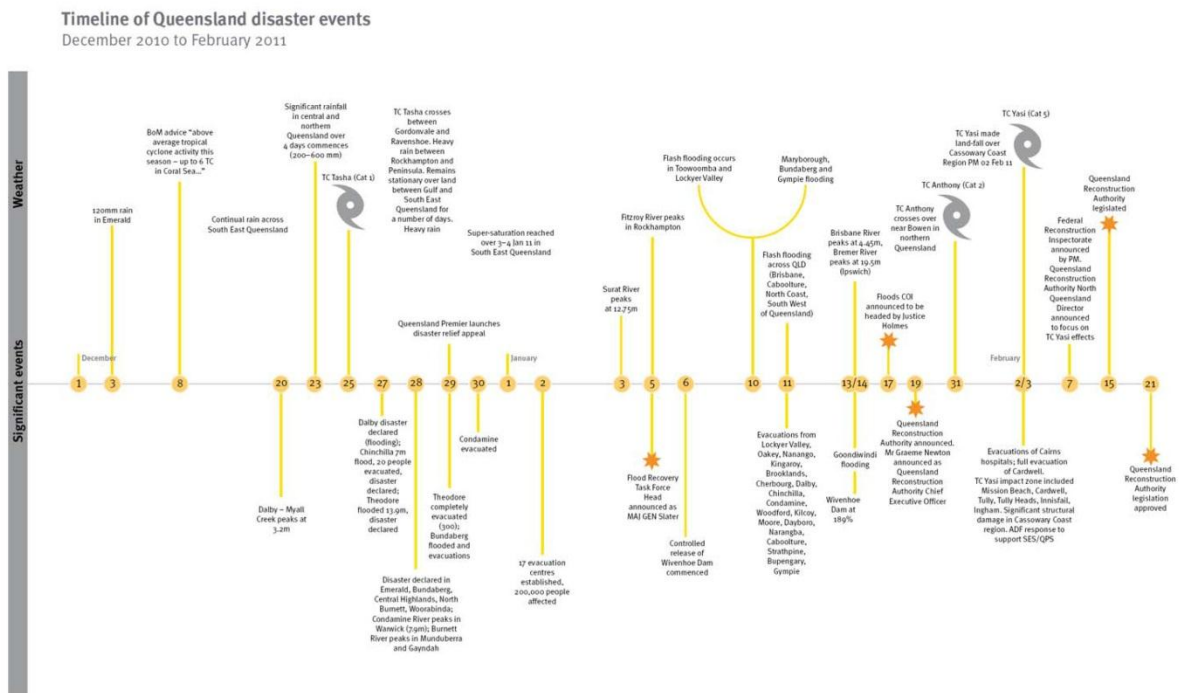 Timeline of Queensland disaster events
December 2010 to February 2011
Weather
Significant events
BoM advice “above
average tropical
cyclone activity this
season – up to 6 TC
in Coral Sea...”
120mm rain
in Emerald
Continual rain across
South East Queensland
Significant rainfall
in central and
northern
Queensland over
4 days commences
(200–600 mm)
TC Tasha (Cat 1)
TC Tasha crosses
between
Gordonvale and
Ravenshoe. Heavy
rain between
Rockhampton and
Peninsula. Remains
stationary over land
between Gulf and
South East
Queensland for
a number of days.
Heavy rain
Super-saturation reached
over 3–4 Jan 11 in
South East Queensland
Queensland Premier launches
disaster relief appeal
Surat River
peaks
at 12.75m
Fitzroy River peaks
in Rockhampton
Flash flooding occurs
in Toowoomba and
Lockyer Valley
Maryborough,
Bundaberg and
Gympie flooding
Flash flooding
across QLD
(Brisbane,
Caboolture,
North Coast,
South West
of Queensland)
Brisbane River
peaks at 4.45m,
Bremer River
peaks at 19.5m
(Ipswich)
Floods COI
announced to be
headed by Justice
Holmes
TC Anthony (Cat 2)
TC Anthony
crosses over
near Bowen in
northern
Queensland
TC Yasi (Cat 5)
TC Yasi made
land-fall over
Cassowary Coast
Region PM 02 Feb 11
Federal
Reconstruction
Inspectorate
announced
by PM.
Queensland
Reconstruction
Authority North
Queensland
Director
announced
to focus on
TC Yasi effects
Queensland
Reconstruction
Authority
legislated
December
January
February
1 3 8 20 23 25 27 28 29 30 1 2 3 5 6 10 11 13/14 17 19 31 2/3 7 15 21
Dalby – Myall
Creek peaks at
3.2m
Dalby disaster
declared
(flooding);
Chinchilla 7m
flood, 20 people
evacuated,
disaster
declared;
Theodore
flooded 13.9m,
disaster
declared
Disaster declared in
Emerald, Bundaberg,
Central Highlands, North
Burnett, Woorabinda;
Condamine River peaks in
Warwick (7.9m); Burnett
River peaks in Munduberra
and Gayndah
Theodore
completely
evacuated
(300);
Bundaberg
flooded and
evacuations
Condamine
evacuated
17 evacuation
centres
established,
200,000 people
affected
Flood Recovery
Task Force
Head
announced as
MAJ GEN Slater
Controlled
release of
Wivenhoe Dam
commenced
Evacuations from
Lockyer Valley,
Oakey, Nanango,
Kingaroy,
Brooklands,
Cherbourg, Dalby,
Chinchilla,
Condamine,
Woodford, Kilcoy,
Moore, Dayboro,
Narangba,
Caboolture,
Strathpine,
Bupengary,
Gympie
Goondwindi
flooding
Wivenhoe
Dam at
189%
Queensland
Reconstruction
Authority announced.
Mr Graeme Newton
announced as
Queensland
Reconstruction
Authority Chief
Executive Officer
Evacuations of Cairns
hospitals; full evacuation
of Cardwell.
TC Yasi impact zone included
Mission Beach, Cardwell,
Tully, Tully Heads, Innisfail,
Ingham. Significant structural
damage in Cassowary Coast
region. ADF response to
support SES/QPS
Queensland
Reconstruction
Authority
legislation
approved